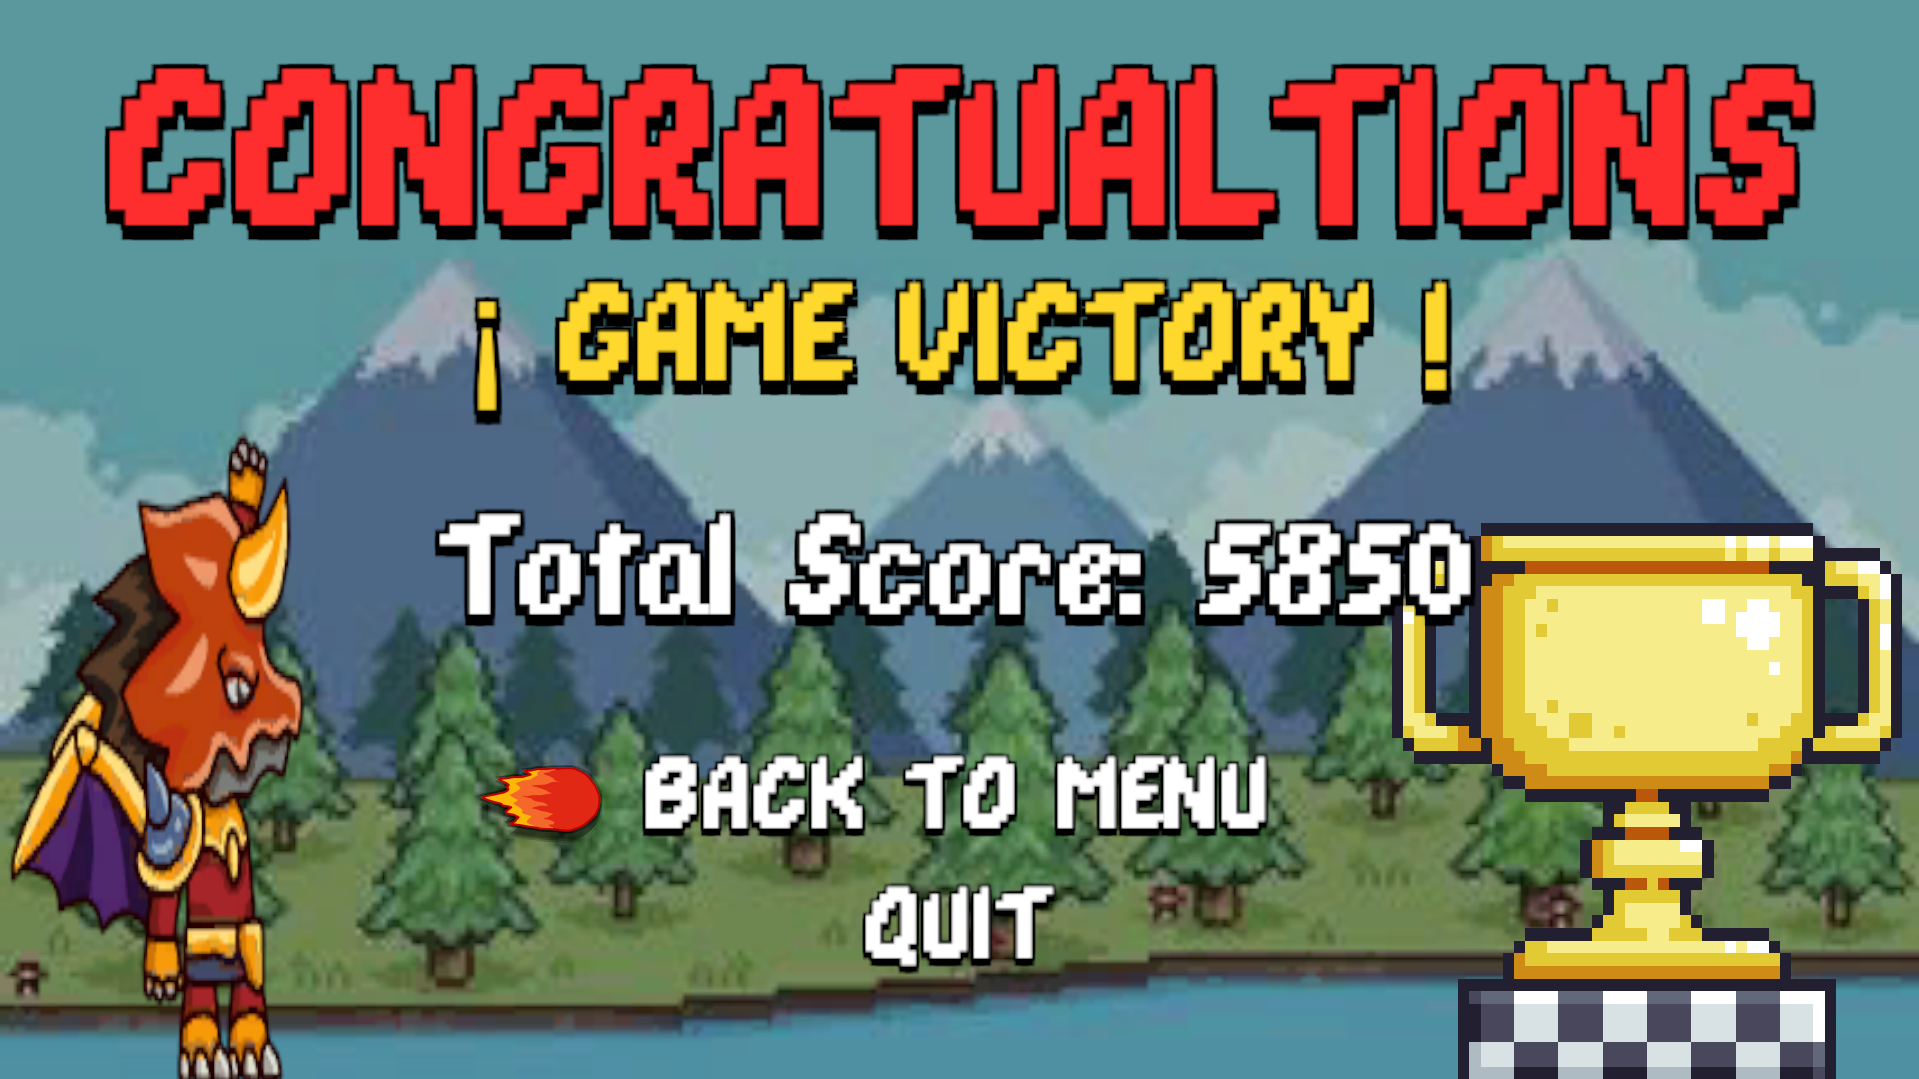 CONGRATUALTIONS
¡ GAME VICTORY !
Total Score: 5850
BACK TO MENU
QUIT